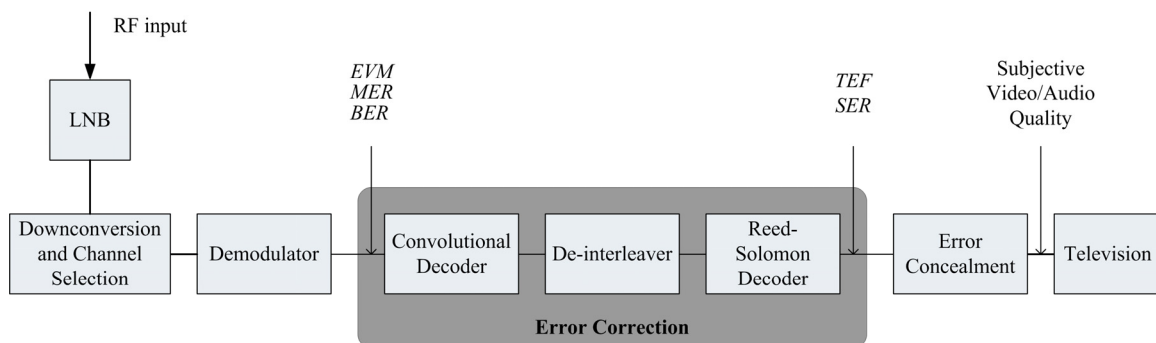 RF input
LNB
EVM
MER
BER
TEF
SER
Subjective
Video/Audio
Quality
Downconversion
and Channel
Selection
Demodulator
Convolutional
Decoder
De-interleaver
Reed-
Solomon
Decoder
Error
Concealment
Television
Error Correction